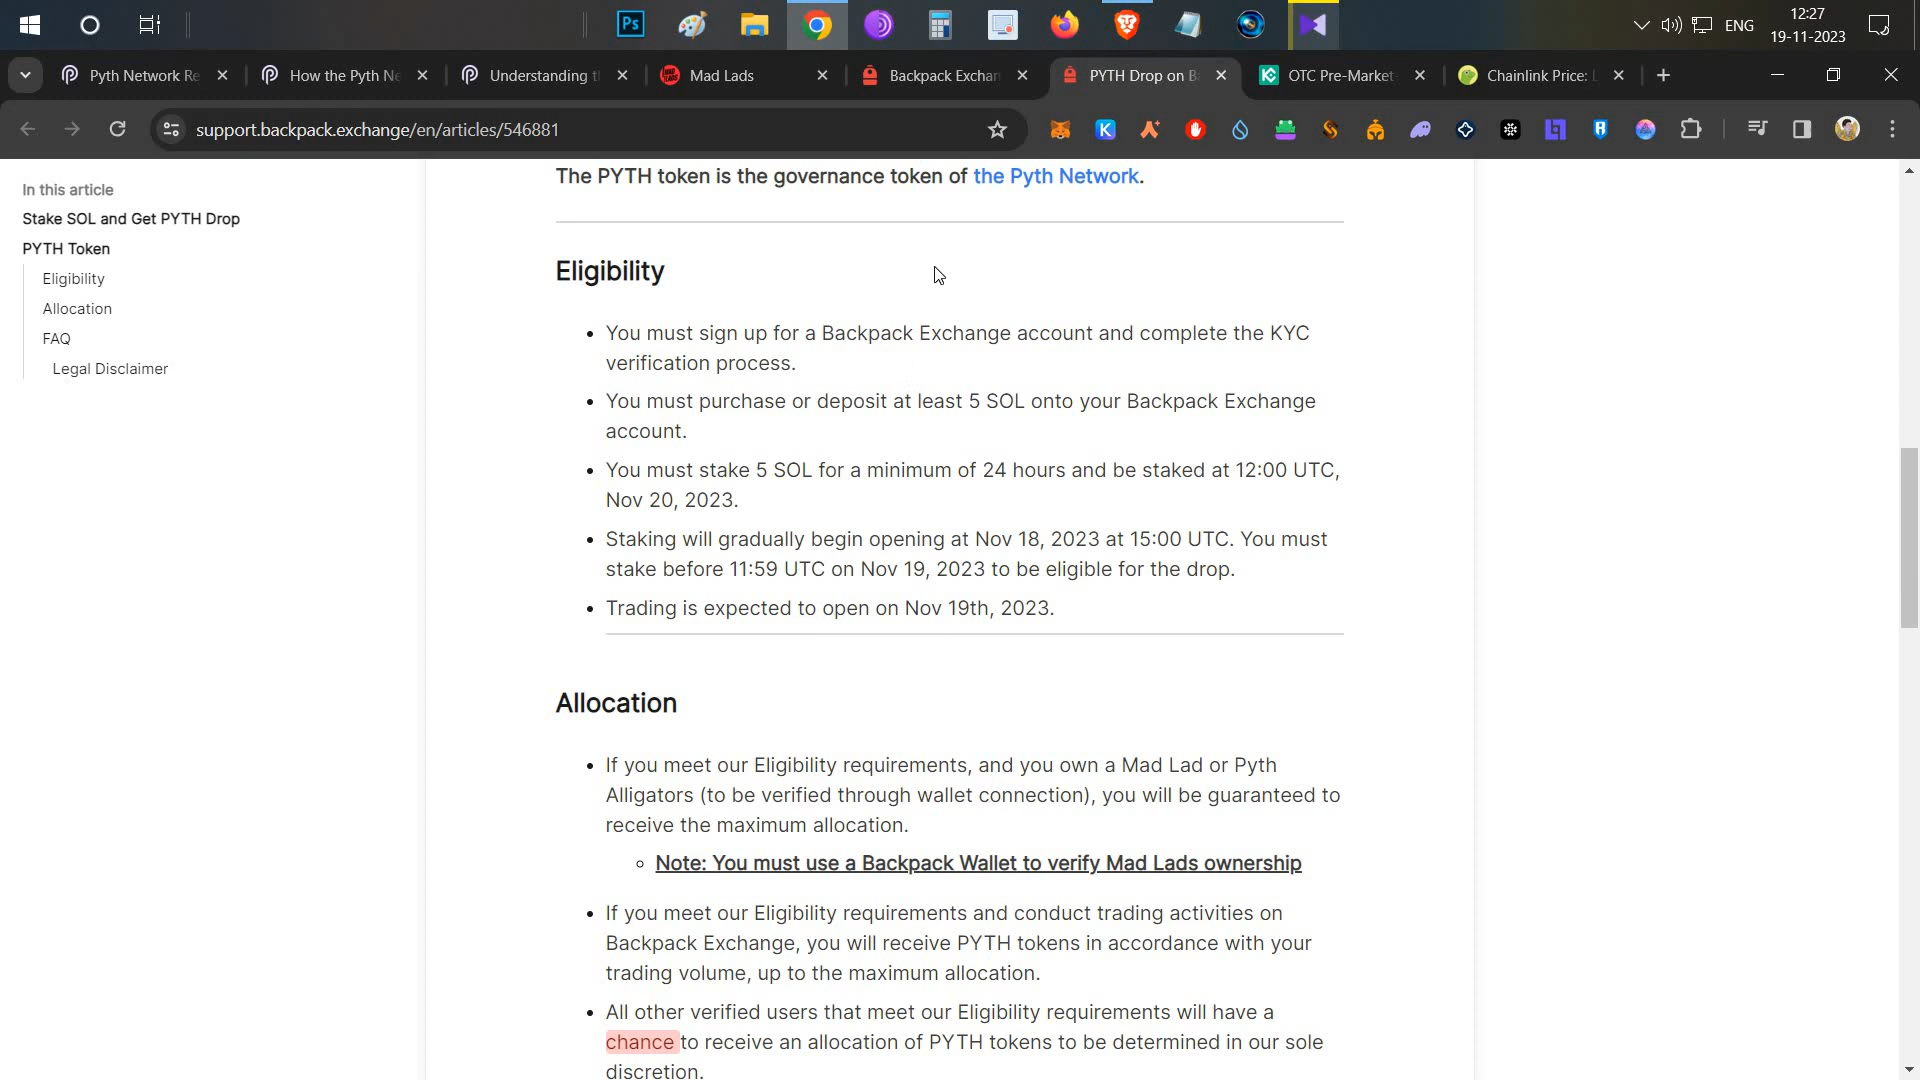 Ps
ENG
12:27
19-11-2023
Pyth Network Re
How the Pyth Ne
Understanding t
Mad Lads
Backpack Exchan
PYTH Drop on B
OTC Pre-Market
Chainlink Price:
support.backpack.exchange/en/articles/546881
In this article
Stake SOL and Get PYTH Drop
PYTH Token
Eligibility
Allocation
FAQ
Legal Disclaimer
The PYTH token is the governance token of the Pyth Network.
Eligibility
• You must sign up for a Backpack Exchange account and complete the KYC
verification process.
• You must purchase or deposit at least 5 SOL onto your Backpack Exchange
account.
• You must stake 5 SOL for a minimum of 24 hours and be staked at 12:00 UTC,
Nov 20, 2023.
• Staking will gradually begin opening at Nov 18, 2023 at 15:00 UTC. You must
stake before 11:59 UTC on Nov 19, 2023 to be eligible for the drop.
• Trading is expected to open on Nov 19th, 2023.
Allocation
• If you meet our Eligibility requirements, and you own a Mad Lad or Pyth
Alligators (to be verified through wallet connection), you will be guaranteed to
receive the maximum allocation.
Note: You must use a Backpack Wallet to verify Mad Lads ownership
• If you meet our Eligibility requirements and conduct trading activities on
Backpack Exchange, you will receive PYTH tokens in accordance with your
trading volume, up to the maximum allocation.
• All other verified users that meet our Eligibility requirements will have a
chance to receive an allocation of PYTH tokens to be determined in our sole
discretion.